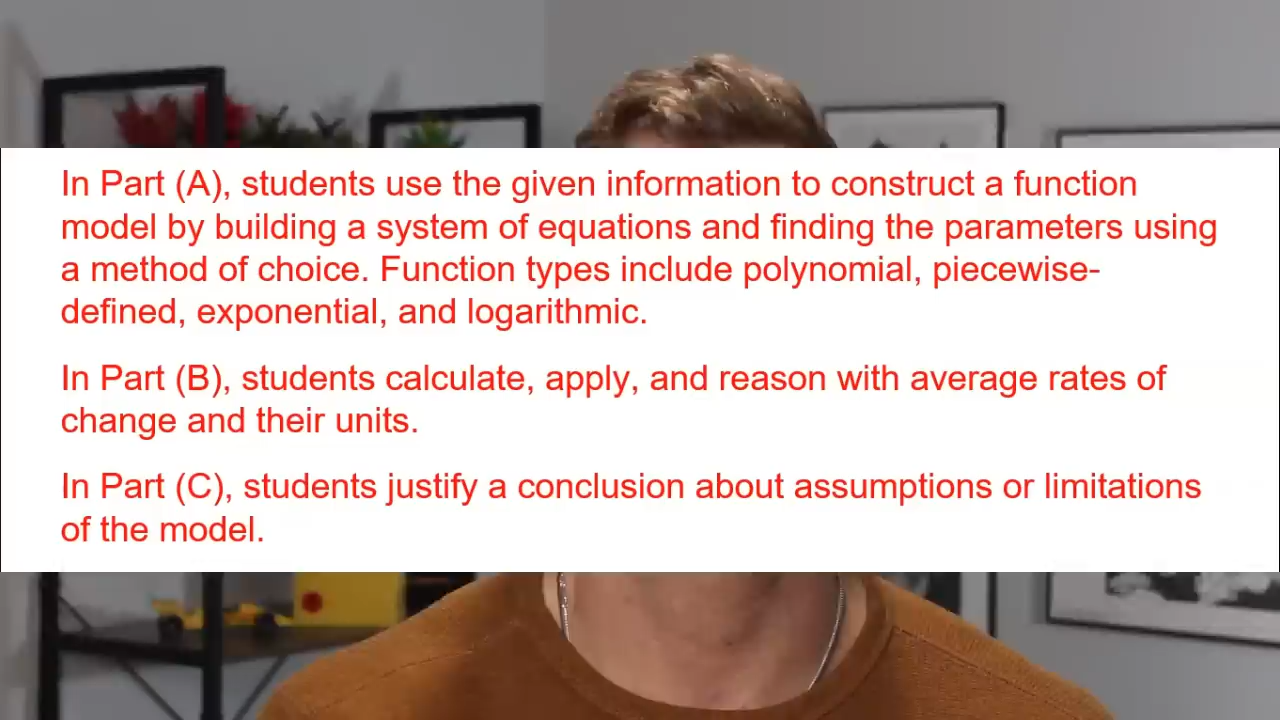 In Part (A), students use the given information to construct a function
model by building a system of equations and finding the parameters using
a method of choice. Function types include polynomial, piecewise-
defined, exponential, and logarithmic.
In Part (B), students calculate, apply, and reason with average rates of
change and their units.
In Part (C), students justify a conclusion about assumptions or limitations
of the model.